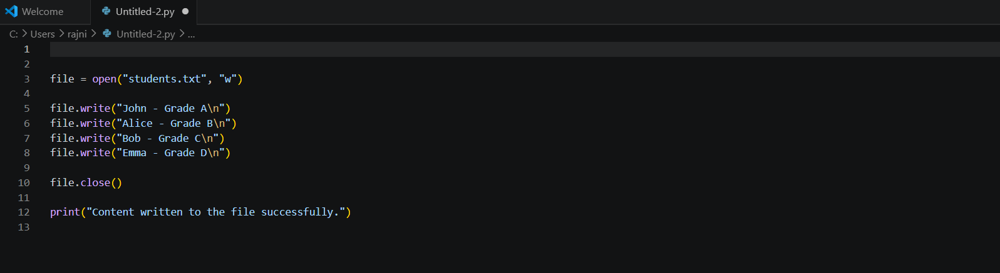 Welcome Untitled-2.py
C: > Users > rajni > Untitled-2.py > ...
1
2
3 file = open("students.txt", "w")
4
5 file.write("John - Grade A\n")
6 file.write("Alice - Grade B\n")
7 file.write("Bob - Grade C\n")
8 file.write("Emma - Grade D\n")
9
10 file.close()
11
12 print("Content written to the file successfully.")
13